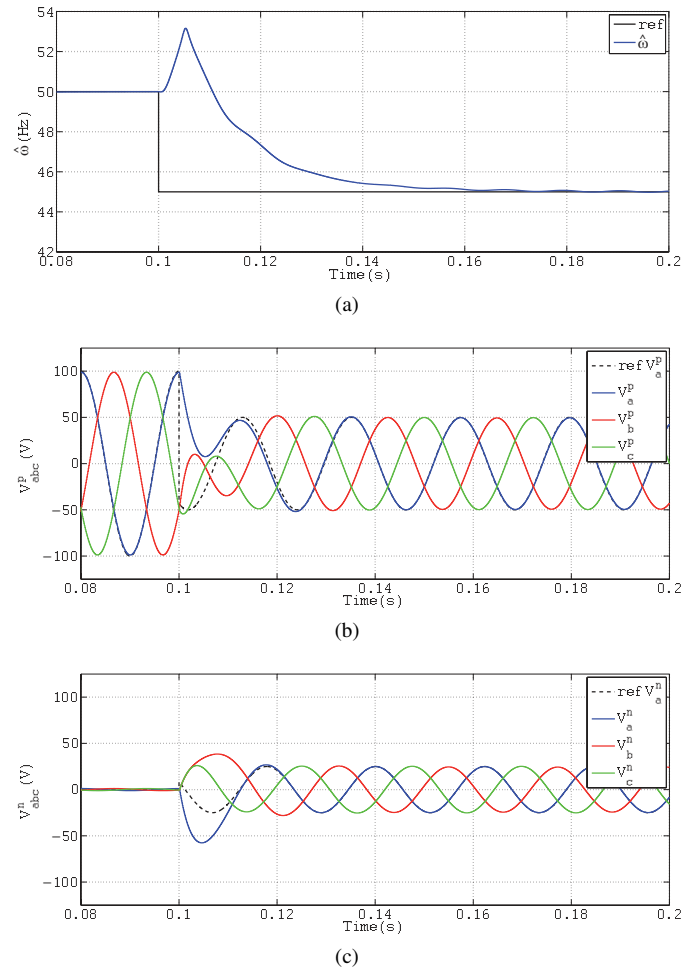 54
52
50
48
46
44
42
ω̂ (Hz)
ref
ω̂
0.08 0.1 0.12 0.14 0.16 0.18 0.2
Time(s)
(a)
100
50
0
−50
−100
V^p_abc (V)
ref V^p_a
V^p_a
V^p_b
V^p_c
0.08 0.1 0.12 0.14 0.16 0.18 0.2
Time(s)
(b)
100
50
0
−50
−100
V^n_abc (V)
ref V^n_a
V^n_a
V^n_b
V^n_c
0.08 0.1 0.12 0.14 0.16 0.18 0.2
Time(s)
(c)